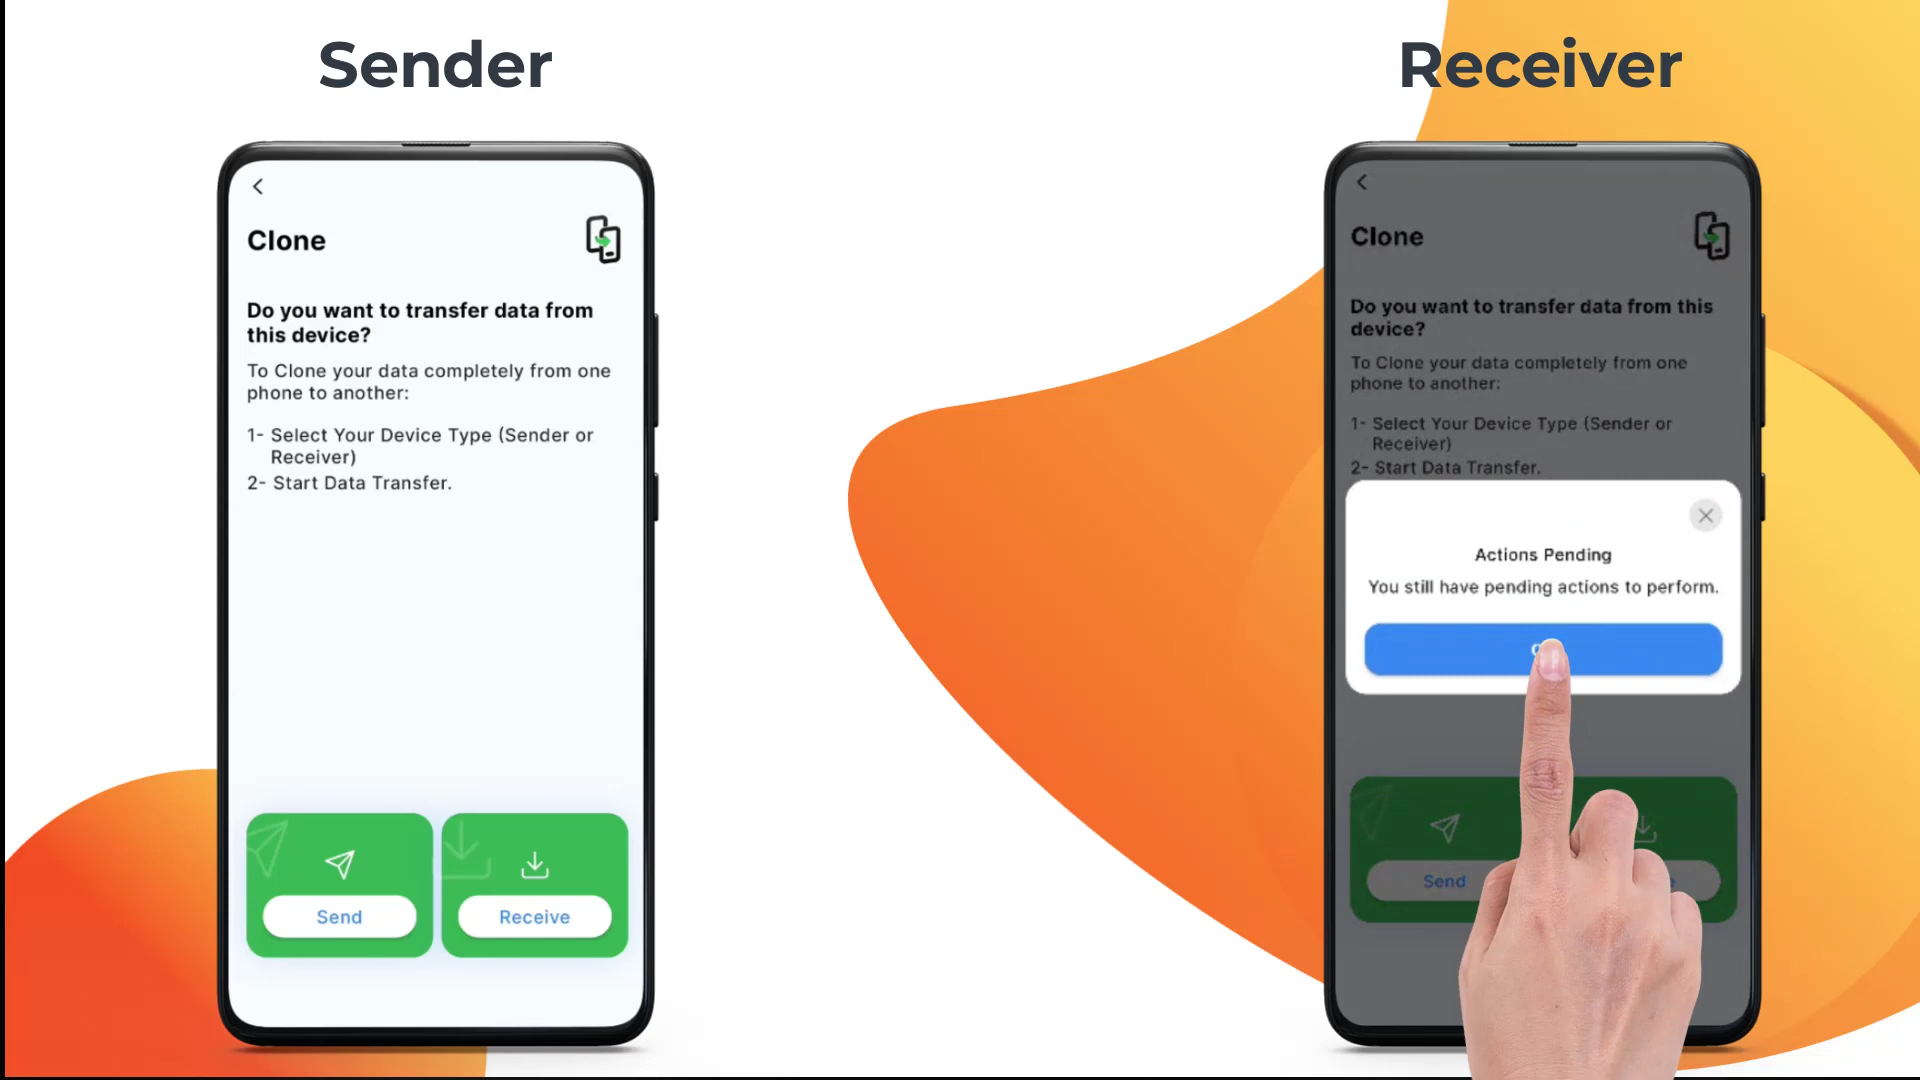 Sender
Clone
Do you want to transfer data from
this device?
To Clone your data completely from one
phone to another:
1- Select Your Device Type (Sender or
Receiver)
2- Start Data Transfer.
Send
Receive
Receiver
Clone
Do you want to transfer data from this
device?
To Clone your data completely from one
phone to another:
1- Select Your Device Type (Sender or
Receiver)
2- Start Data Transfer.
Actions Pending
You still have pending actions to perform.
Send